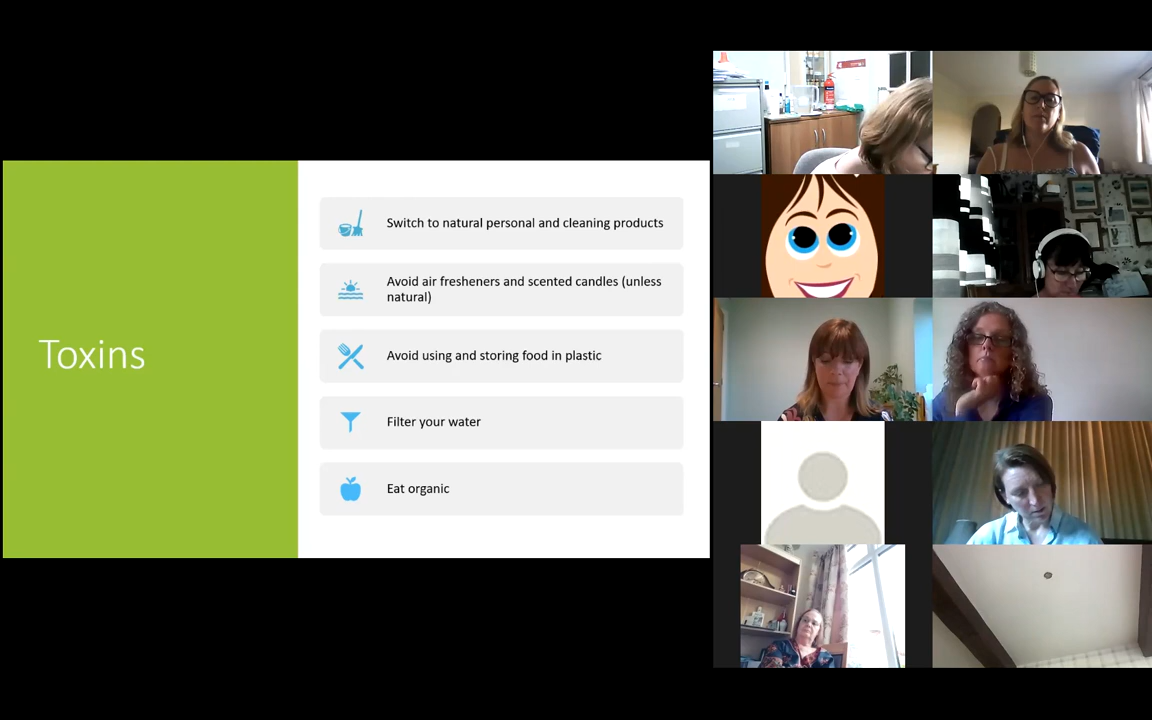 Toxins
Switch to natural personal and cleaning products
Avoid air fresheners and scented candles (unless
natural)
Avoid using and storing food in plastic
Filter your water
Eat organic